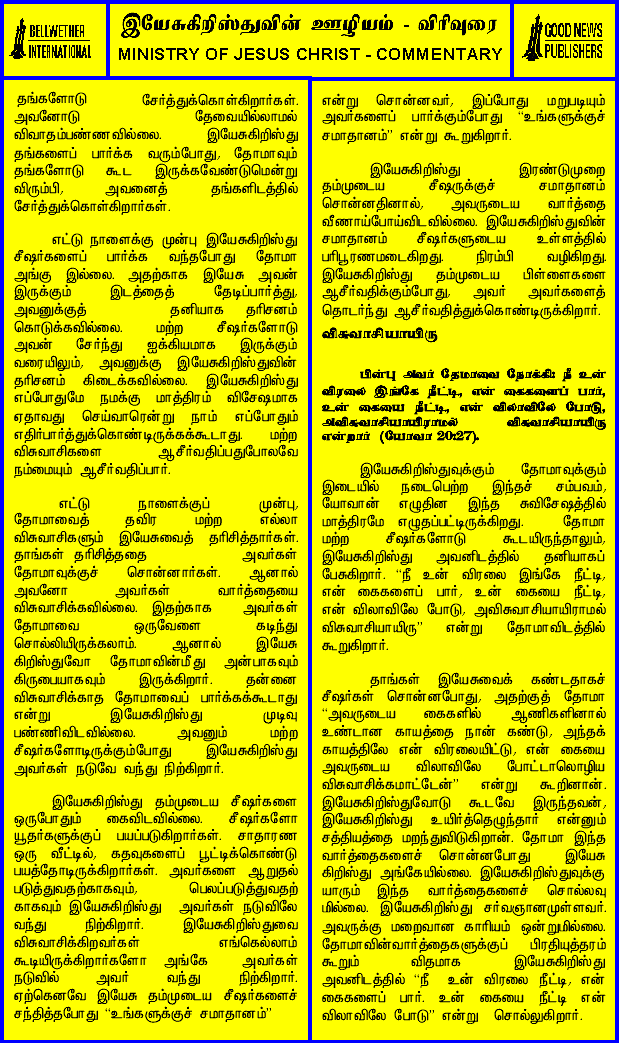 BELLWETHER
INTERNATIONAL
இயேசுகிறிஸ்துவின் ஊழியம் - விரிவுரை
MINISTRY OF JESUS CHRIST - COMMENTARY
GOOD NEWS
PUBLISHERS
தங்களோடு சேர்த்துக்கொள்கிறார்கள்.
அவனோடு தேவையில்லாமல்
விவாதம்பண்ணவில்லை. இயேசுகிறிஸ்து
தங்களைப் பார்க்க வரும்போது, தோமாவும்
தங்களோடு கூட இருக்கவேண்டுமென்று
விரும்பி, அவனைத் தங்களிடத்தில்
சேர்த்துக்கொள்கிறார்கள்.
எட்டு நாளைக்கு முன்பு இயேசுகிறிஸ்து
சீஷர்களைப் பார்க்க வந்தபோது தோமா
அங்கு இல்லை. அதற்காக இயேசு அவன்
இருக்கும் இடத்தைத் தேடிப்பார்த்து,
அவனுக்குத் தனியாக தரிசனம்
கொடுக்கவில்லை. மற்ற சீஷர்களோடு
அவன் சேர்ந்து ஐக்கியமாக இருக்கும்
வரையிலும், அவனுக்கு இயேசுகிறிஸ்துவின்
தரிசனம் கிடைக்கவில்லை. இயேசுகிறிஸ்து
எப்போதுமே நமக்கு மாத்திரம் விசேஷமாக
ஏதாவது செய்வாரென்று நாம் எப்போதும்
எதிர்பார்த்துக்கொண்டிருக்கக்கூடாது. மற்ற
விசுவாசிகளை ஆசீர்வதிப்பதுபோலவே
நம்மையும் ஆசீர்வதிப்பார்.
எட்டு நாளைக்குப் முன்பு,
தோமாவைத் தவிர மற்ற எல்லா
விசுவாசிகளும் இயேசுவைத் தரிசித்தார்கள்.
தாங்கள் தரிசித்ததை அவர்கள்
தோமாவுக்குச் சொன்னார்கள். ஆனால்
அவனோ அவர்கள் வார்த்தையை
விசுவாசிக்கவில்லை. இதற்காக அவர்கள்
தோமாவை ஒருவேளை கடிந்து
சொல்லியிருக்கலாம். ஆனால் இயேசு
கிறிஸ்துவோ தோமாவின்மீது அன்பாகவும்
கிருபையாகவும் இருக்கிறார். தன்னை
விசுவாசிக்காத தோமாவைப் பார்க்கக்கூடாது
என்று இயேசுகிறிஸ்து முடிவு
பண்ணிவிடவில்லை. அவனும் மற்ற
சீஷர்களோடிருக்கும்போது இயேசுகிறிஸ்து
அவர்கள் நடுவே வந்து நிற்கிறார்.
இயேசுகிறிஸ்து தம்முடைய சீஷர்களை
ஒருபோதும் கைவிடவில்லை. சீஷர்களோ
யூதர்களுக்குப் பயப்படுகிறார்கள். சாதாரண
ஒரு வீட்டில், கதவுகளைப் பூட்டிக்கொண்டு
பயத்தோடிருக்கிறார்கள். அவர்களை ஆறுதல்
படுத்துவதற்காகவும், பெலப்படுத்துவதற்
காகவும் இயேசுகிறிஸ்து அவர்கள் நடுவிலே
வந்து நிற்கிறார். இயேசுகிறிஸ்துவை
விசுவாசிக்கிறவர்கள் எங்கெல்லாம்
கூடியிருக்கிறார்களோ அங்கே அவர்கள்
நடுவில் அவர் வந்து நிற்கிறார்.
ஏற்கெனவே இயேசு தம்முடைய சீஷர்களைச்
சந்தித்தபோது “உங்களுக்குச் சமாதானம்”
என்று சொன்னவர், இப்போது மறுபடியும்
அவர்களைப் பார்க்கும்போது “உங்களுக்குச்
சமாதானம்” என்று கூறுகிறார்.
இயேசுகிறிஸ்து இரண்டுமுறை
தம்முடைய சீஷருக்குச் சமாதானம்
சொன்னதினால், அவருடைய வார்த்தை
வீணாய்போய்விடவில்லை. இயேசுகிறிஸ்துவின்
சமாதானம் சீஷர்களுடைய உள்ளத்தில்
பரிபூரணமடைகிறது. நிரம்பி வழிகிறது.
இயேசுகிறிஸ்து தம்முடைய பிள்ளைகளை
ஆசீர்வதிக்கும்போது, அவர் அவர்களைத்
தொடர்ந்து ஆசீர்வதித்துக்கொண்டிருக்கிறார்.
விசுவாசியாயிரு
பின்பு அவர் தோமாவை நோக்கி: நீ உன்
விரலை இங்கே நீட்டி, என் கைகளைப் பார்,
உன் கையை நீட்டி, என் விலாவிலே போடு,
அவிசுவாசியாயிராமல் விசுவாசியாயிரு
என்றார் (யோவா 20:27).
இயேசுகிறிஸ்துவுக்கும் தோமாவுக்கும்
இடையில் நடைபெற்ற இந்தச் சம்பவம்,
யோவான் எழுதின இந்த சுவிசேஷத்தில்
மாத்திரமே எழுதப்பட்டிருக்கிறது. தோமா
மற்ற சீஷர்களோடு கூடயிருந்தாலும்,
இயேசுகிறிஸ்து அவனிடத்தில் தனியாகப்
பேசுகிறார். “நீ உன் விரலை இங்கே நீட்டி,
என் கைகளைப் பார், உன் கையை நீட்டி,
என் விலாவிலே போடு, அவிசுவாசியாயிராமல்
விசுவாசியாயிரு” என்று தோமாவிடத்தில்
கூறுகிறார்.
தாங்கள் இயேசுவைக் கண்டதாகச்
சீஷர்கள் சொன்னபோது, அதற்குத் தோமா
“அவருடைய கைகளில் ஆணிகளினால்
உண்டான காயத்தை நான் கண்டு, அந்தக்
காயத்திலே என் விரலையிட்டு, என் கையை
அவருடைய விலாவிலே போட்டாலொழிய
விசுவாசிக்கமாட்டேன்” என்று கூறினான்.
இயேசுகிறிஸ்துவோடு கூடவே இருந்தவன்,
இயேசுகிறிஸ்து உயிர்த்தெழுந்தார் என்னும்
சத்தியத்தை மறந்துவிடுகிறான். தோமா இந்த
வார்த்தைகளைச் சொன்னபோது இயேசு
கிறிஸ்து அங்கேயில்லை. இயேசுகிறிஸ்துவுக்கு
யாரும் இந்த வார்த்தைகளைச் சொல்லவு
மில்லை. இயேசுகிறிஸ்து சர்வஞானமுள்ளவர்.
அவருக்கு மறைவான காரியம் ஒன்றுமில்லை.
தோமாவின்வார்த்தைகளுக்குப் பிரதியுத்தரம்
கூறும் விதமாக இயேசுகிறிஸ்து
அவனிடத்தில் “நீ உன் விரலை நீட்டி, என்
கைகளைப் பார். உன் கையை நீட்டி என்
விலாவிலே போடு” என்று சொல்லுகிறார்.